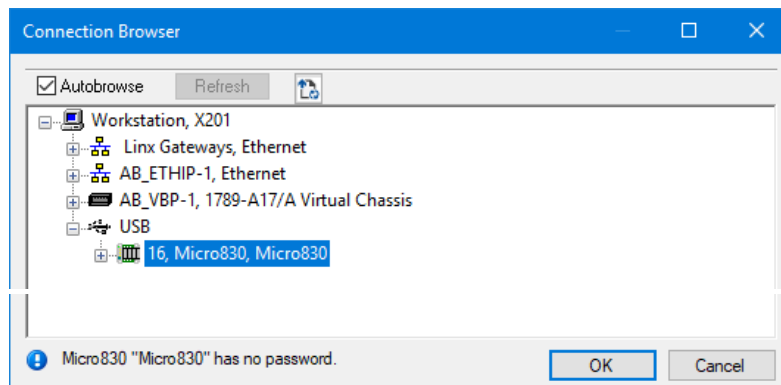 Connection Browser
Autobrowse Refresh
Workstation, X201
Linx Gateways, Ethernet
AB_ETHIP-1, Ethernet
AB_VBP-1, 1789-A17/A Virtual Chassis
USB
16, Micro830, Micro830
Micro830 "Micro830" has no password.
OK Cancel